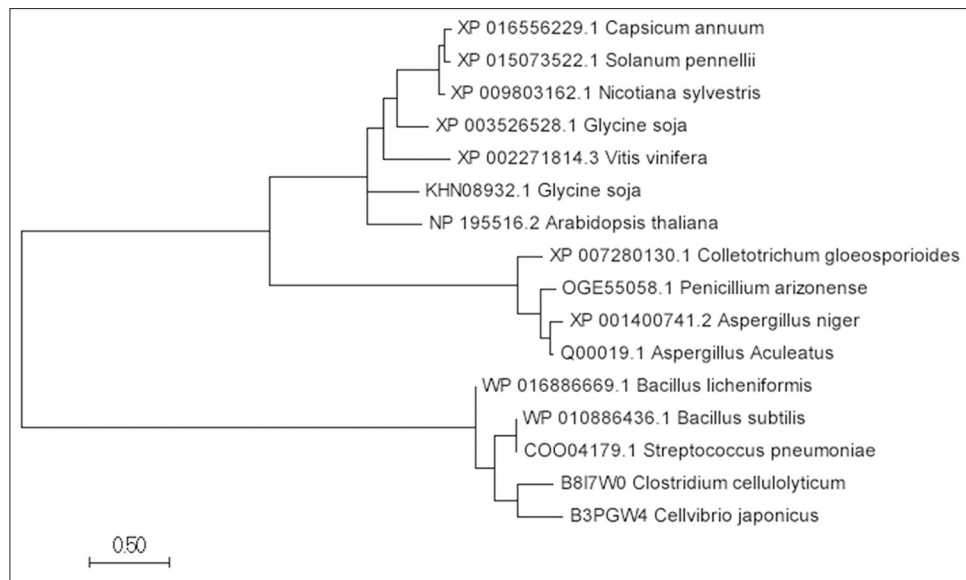 XP 016556229.1 Capsicum annuum
XP 015073522.1 Solanum pennellii
XP 009803162.1 Nicotiana sylvestris
XP 003526528.1 Glycine soja
XP 002271814.3 Vitis vinifera
KHN08932.1 Glycine soja
NP 195516.2 Arabidopsis thaliana
XP 007280130.1 Colletotrichum gloeosporioides
OGE55058.1 Penicillium arizonense
XP 001400741.2 Aspergillus niger
Q00019.1 Aspergillus Aculeatus
WP 016886669.1 Bacillus licheniformis
WP 010886436.1 Bacillus subtilis
COO04179.1 Streptococcus pneumoniae
B8I7W0 Clostridium cellulolyticum
B3PGW4 Cellvibrio japonicus
0.50